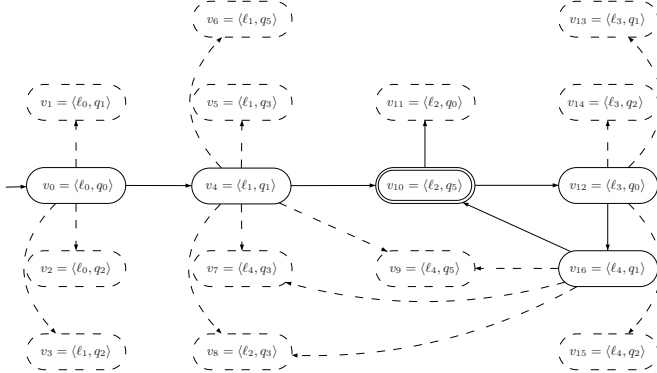 v₆ = ⟨ℓ₁, q₅⟩
v₁₃ = ⟨ℓ₃, q₁⟩
v₁ = ⟨ℓ₀, q₁⟩
v₅ = ⟨ℓ₁, q₃⟩
v₁₁ = ⟨ℓ₂, q₀⟩
v₁₄ = ⟨ℓ₃, q₂⟩
v₀ = ⟨ℓ₀, q₀⟩
v₄ = ⟨ℓ₁, q₁⟩
v₁₀ = ⟨ℓ₂, q₅⟩
v₁₂ = ⟨ℓ₃, q₀⟩
v₂ = ⟨ℓ₀, q₂⟩
v₇ = ⟨ℓ₄, q₃⟩
v₉ = ⟨ℓ₄, q₅⟩
v₁₆ = ⟨ℓ₄, q₁⟩
v₃ = ⟨ℓ₁, q₂⟩
v₈ = ⟨ℓ₂, q₃⟩
v₁₅ = ⟨ℓ₄, q₂⟩